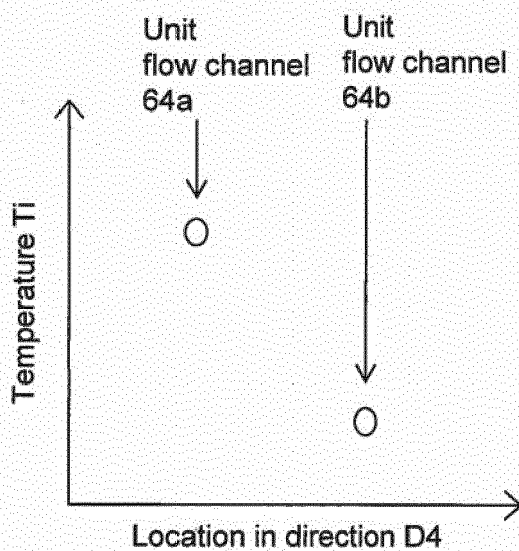 Unit
flow channel
64a
Unit
flow channel
64b
Temperature Ti
Location in direction D4